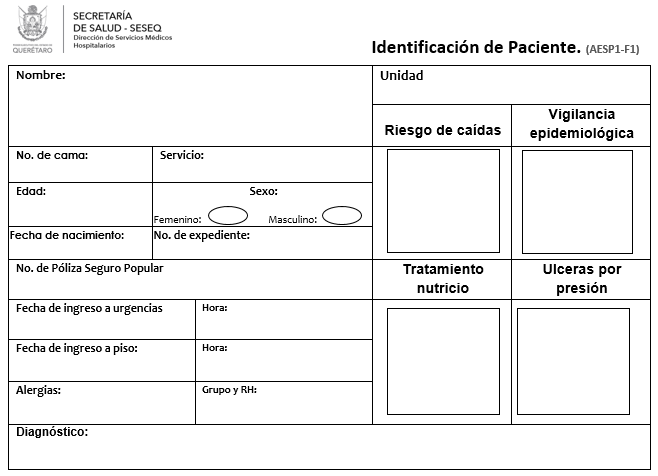 SECRETARÍA
DE SALUD - SESEQ
Dirección de Servicios Médicos
Hospitalarios
QUERÉTARO
Identificación de Paciente. (AESP1-F1)
Nombre:
Unidad
Riesgo de caídas
Vigilancia
epidemiológica
No. de cama:
Servicio:
Edad:
Sexo:
Femenino:
Masculino:
Fecha de nacimiento:
No. de expediente:
No. de Póliza Seguro Popular
Tratamiento
nutricio
Ulceras por
presión
Fecha de ingreso a urgencias
Hora:
Fecha de ingreso a piso:
Hora:
Alergías:
Grupo y RH:
Diagnóstico: